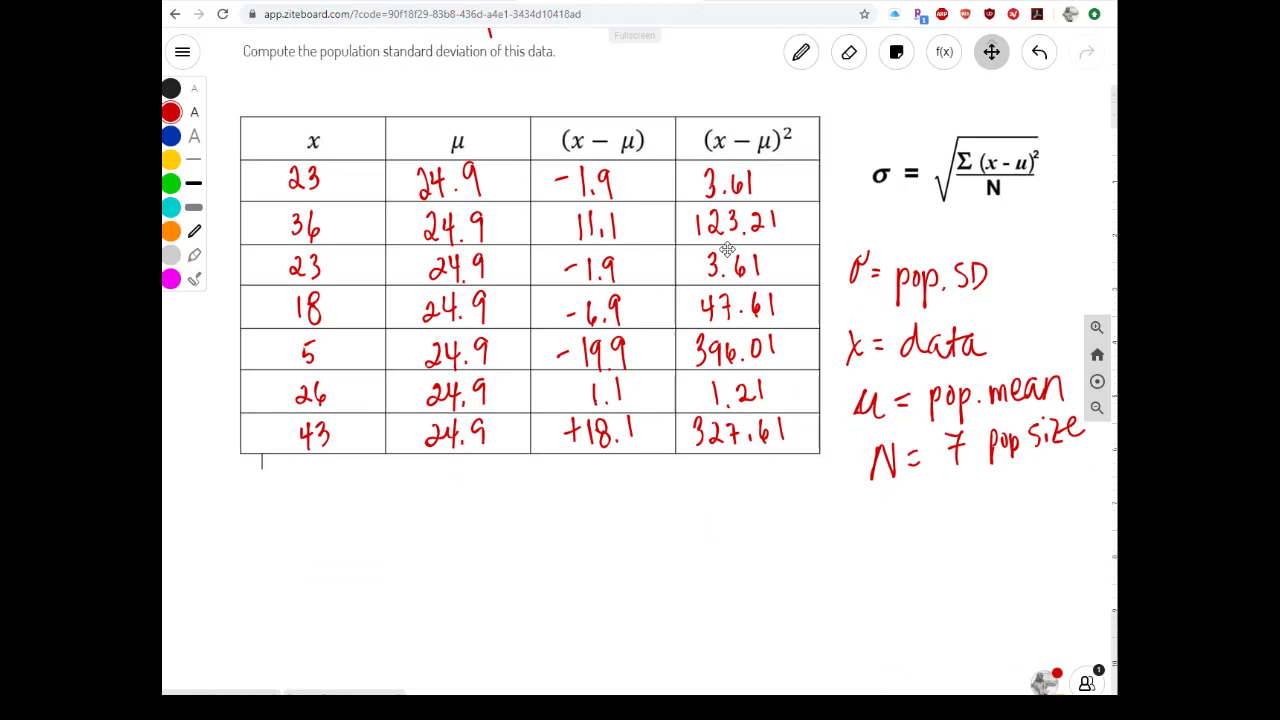 app.ziteboard.com/?code=90f18f29-83b8-436d-a4e1-3434d10418ad
Fullscreen
Compute the population standard deviation of this data.
f(x)
A
A
A
x μ (x − μ) (x − μ)²
23 24.9 -1.9 3.61
36 24.9 11.1 123.21
23 24.9 -1.9 3.61
18 24.9 -6.9 47.61
5 24.9 -19.9 396.01
26 24.9 1.1 1.21
43 24.9 +18.1 327.61
σ = √ Σ (x - μ)² / N
σ = pop. SD
x = data
μ = pop. mean
N = 7 pop size
1